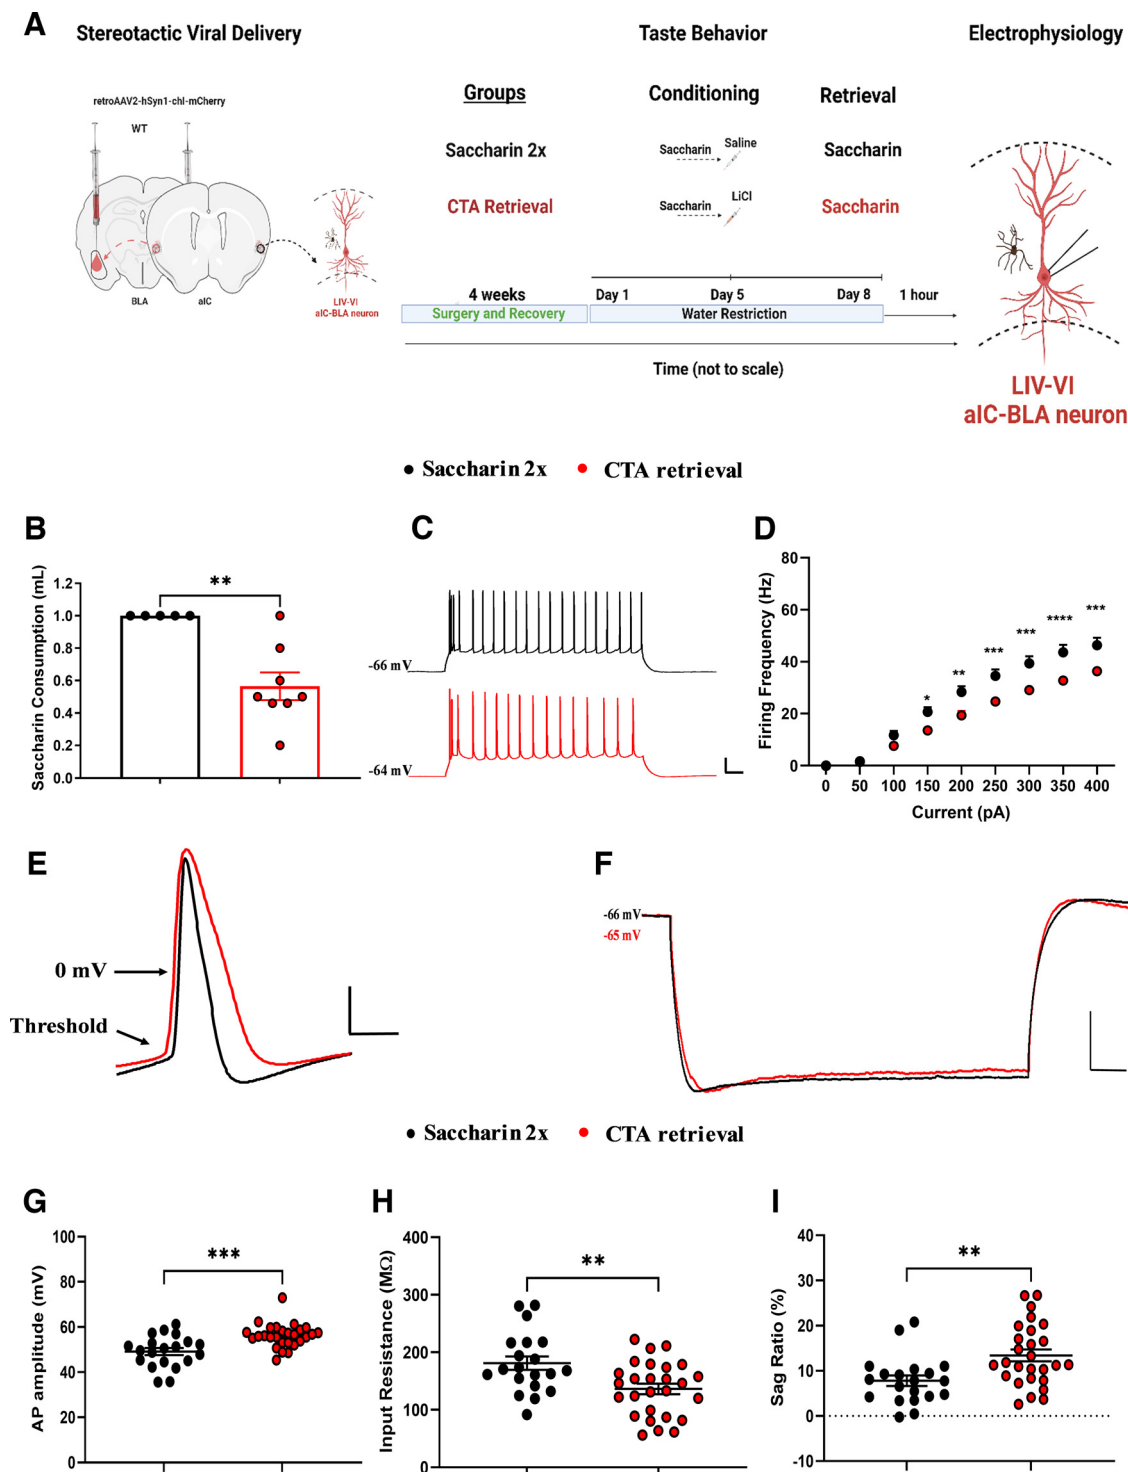 A
Stereotactic Viral Delivery
Taste Behavior
Electrophysiology
retroAAV2-hSyn1-chI-mCherry
WT
BLA
aIC
LIV-VI
aIC-BLA neuron
Groups
Conditioning
Retrieval
Saccharin 2x
Saccharin
Saline
Saccharin
CTA Retrieval
Saccharin
LiCl
Saccharin
4 weeks
Day 1
Day 5
Day 8
1 hour
Surgery and Recovery
Water Restriction
Time (not to scale)
LIV-VI
aIC-BLA neuron
Saccharin 2x
CTA retrieval
B
Saccharin Consumption (mL)
1.2
1.0
0.8
0.6
0.4
0.2
0.0
**
C
-66 mV
-64 mV
D
Firing Frequency (Hz)
80
60
40
20
0
*
**
***
***
****
***
0 50 100 150 200 250 300 350 400
Current (pA)
E
0 mV
Threshold
F
-66 mV
-65 mV
Saccharin 2x
CTA retrieval
G
AP amplitude (mV)
100
80
60
40
20
0
***
H
Input Resistance (MΩ)
400
300
200
100
0
**
I
Sag Ratio (%)
40
30
20
10
0
-10
**